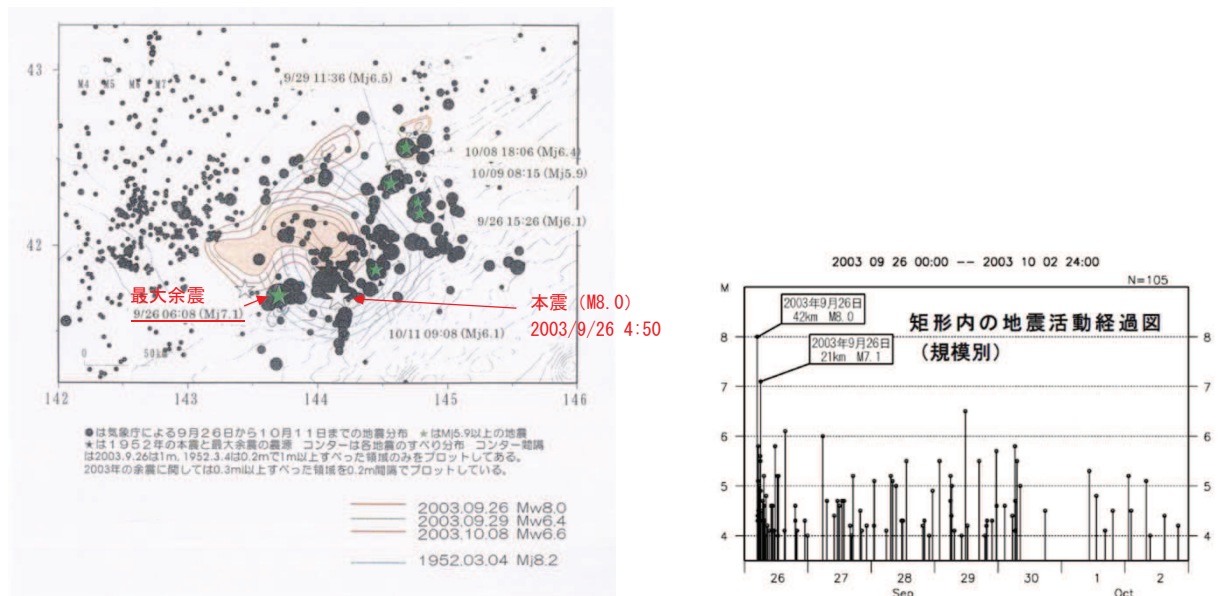 43
M4 M5 M6 M7
9/29 11:36 (Mj6.5)
10/08 18:06 (Mj6.4)
10/09 08:15 (Mj5.9)
9/26 15:26 (Mj6.1)
42
最大余震
9/26 06:08 (Mj7.1)
本震 (M8.0)
2003/9/26 4:50
10/11 09:08 (Mj6.1)
0 50km
142 143 144 145 146
●は気象庁による9月26日から10月11日までの地震分布 ★はMj5.9以上の地震
★は1952年の本震と最大余震の震源 コンターは各地震のすべり分布 コンター間隔
は2003.9.26は1m, 1952.3.4は0.2mで1m以上すべった領域のみをプロットしてある。
2003年の余震に関しては0.3m以上すべった領域を0.2m間隔でプロットしている。
2003.09.26 Mw8.0
2003.09.29 Mw6.4
2003.10.08 Mw6.6
1952.03.04 Mj8.2
2003 09 26 00:00 -- 2003 10 02 24:00
N=105
M
2003年9月26日
42km M8.0
矩形内の地震活動経過図
(規模別)
2003年9月26日
21km M7.1
8 8
7 7
6 6
5 5
4 4
26 27 28 29 30 1 2
Sep Oct